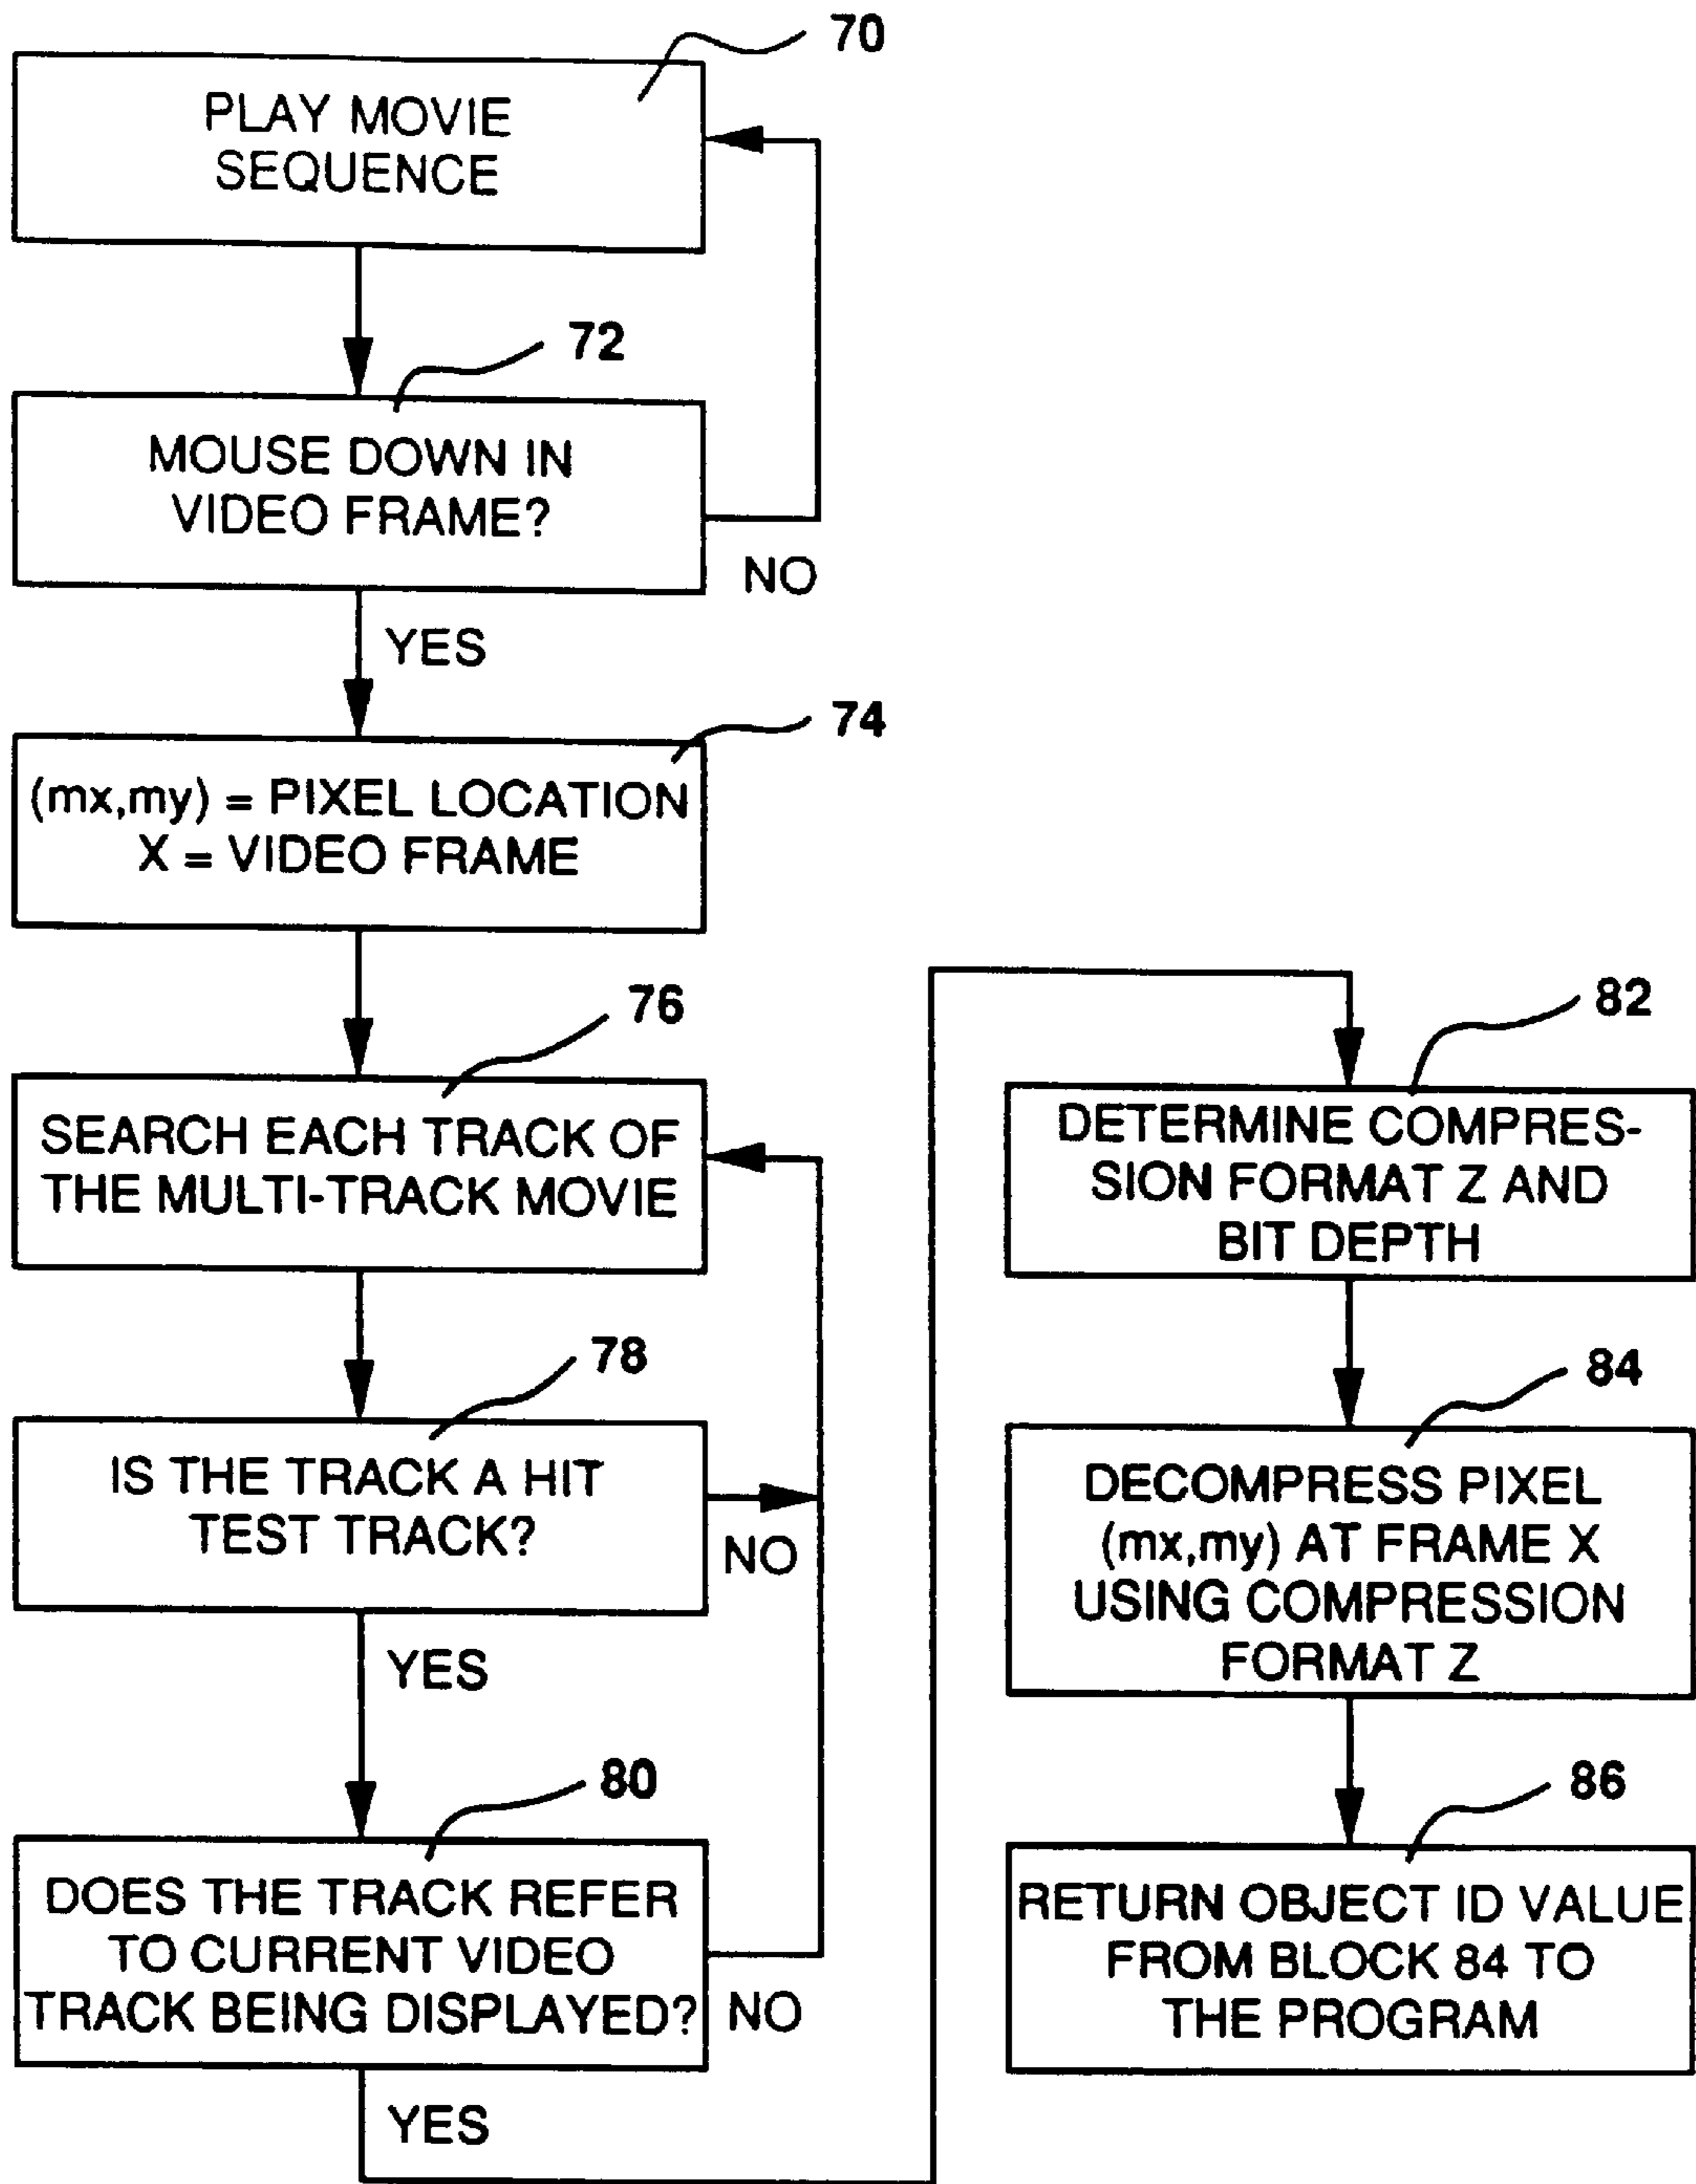 70
PLAY MOVIE
SEQUENCE
72
MOUSE DOWN IN
VIDEO FRAME?
NO
YES
74
(mx,my) = PIXEL LOCATION
X = VIDEO FRAME
76
SEARCH EACH TRACK OF
THE MULTI-TRACK MOVIE
78
IS THE TRACK A HIT
TEST TRACK?
NO
YES
80
DOES THE TRACK REFER
TO CURRENT VIDEO
TRACK BEING DISPLAYED?
NO
YES
82
DETERMINE COMPRES-
SION FORMAT Z AND
BIT DEPTH
84
DECOMPRESS PIXEL
(mx,my) AT FRAME X
USING COMPRESSION
FORMAT Z
86
RETURN OBJECT ID VALUE
FROM BLOCK 84 TO
THE PROGRAM